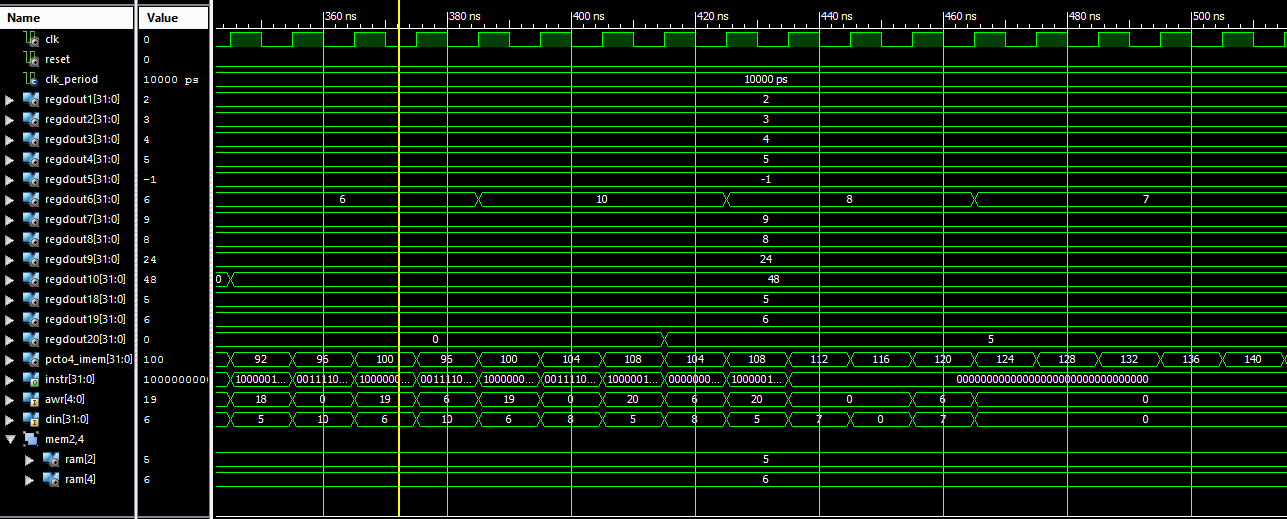 Name Value 360 ns 380 ns 400 ns 420 ns 440 ns 460 ns 480 ns 500 ns
clk 0
reset 0
clk_period 10000 ps 10000 ps
regdout1[31:0] 2 2
regdout2[31:0] 3 3
regdout3[31:0] 4 4
regdout4[31:0] 5 5
regdout5[31:0] -1 -1
regdout6[31:0] 6 6 10 8 7
regdout7[31:0] 9 9
regdout8[31:0] 8 8
regdout9[31:0] 24 24
regdout10[31:0] 48 0 48
regdout18[31:0] 5 5
regdout19[31:0] 6 6
regdout20[31:0] 0 0 5
pcto4_imem[31:0] 100 92 96 100 96 100 104 108 104 108 112 116 120 124 128 132 136 140
instr[31:0] 100000000 1000001... 0011110... 1000000... 0011110... 1000000... 0011110... 1000001... 0000000... 1000001... 00000000000000000000000000000000
awr[4:0] 19 18 0 19 6 19 0 20 6 20 0 6 0
din[31:0] 6 5 10 6 10 6 8 5 8 5 7 0 7 0
mem2,4
ram[2] 5 5
ram[4] 6 6